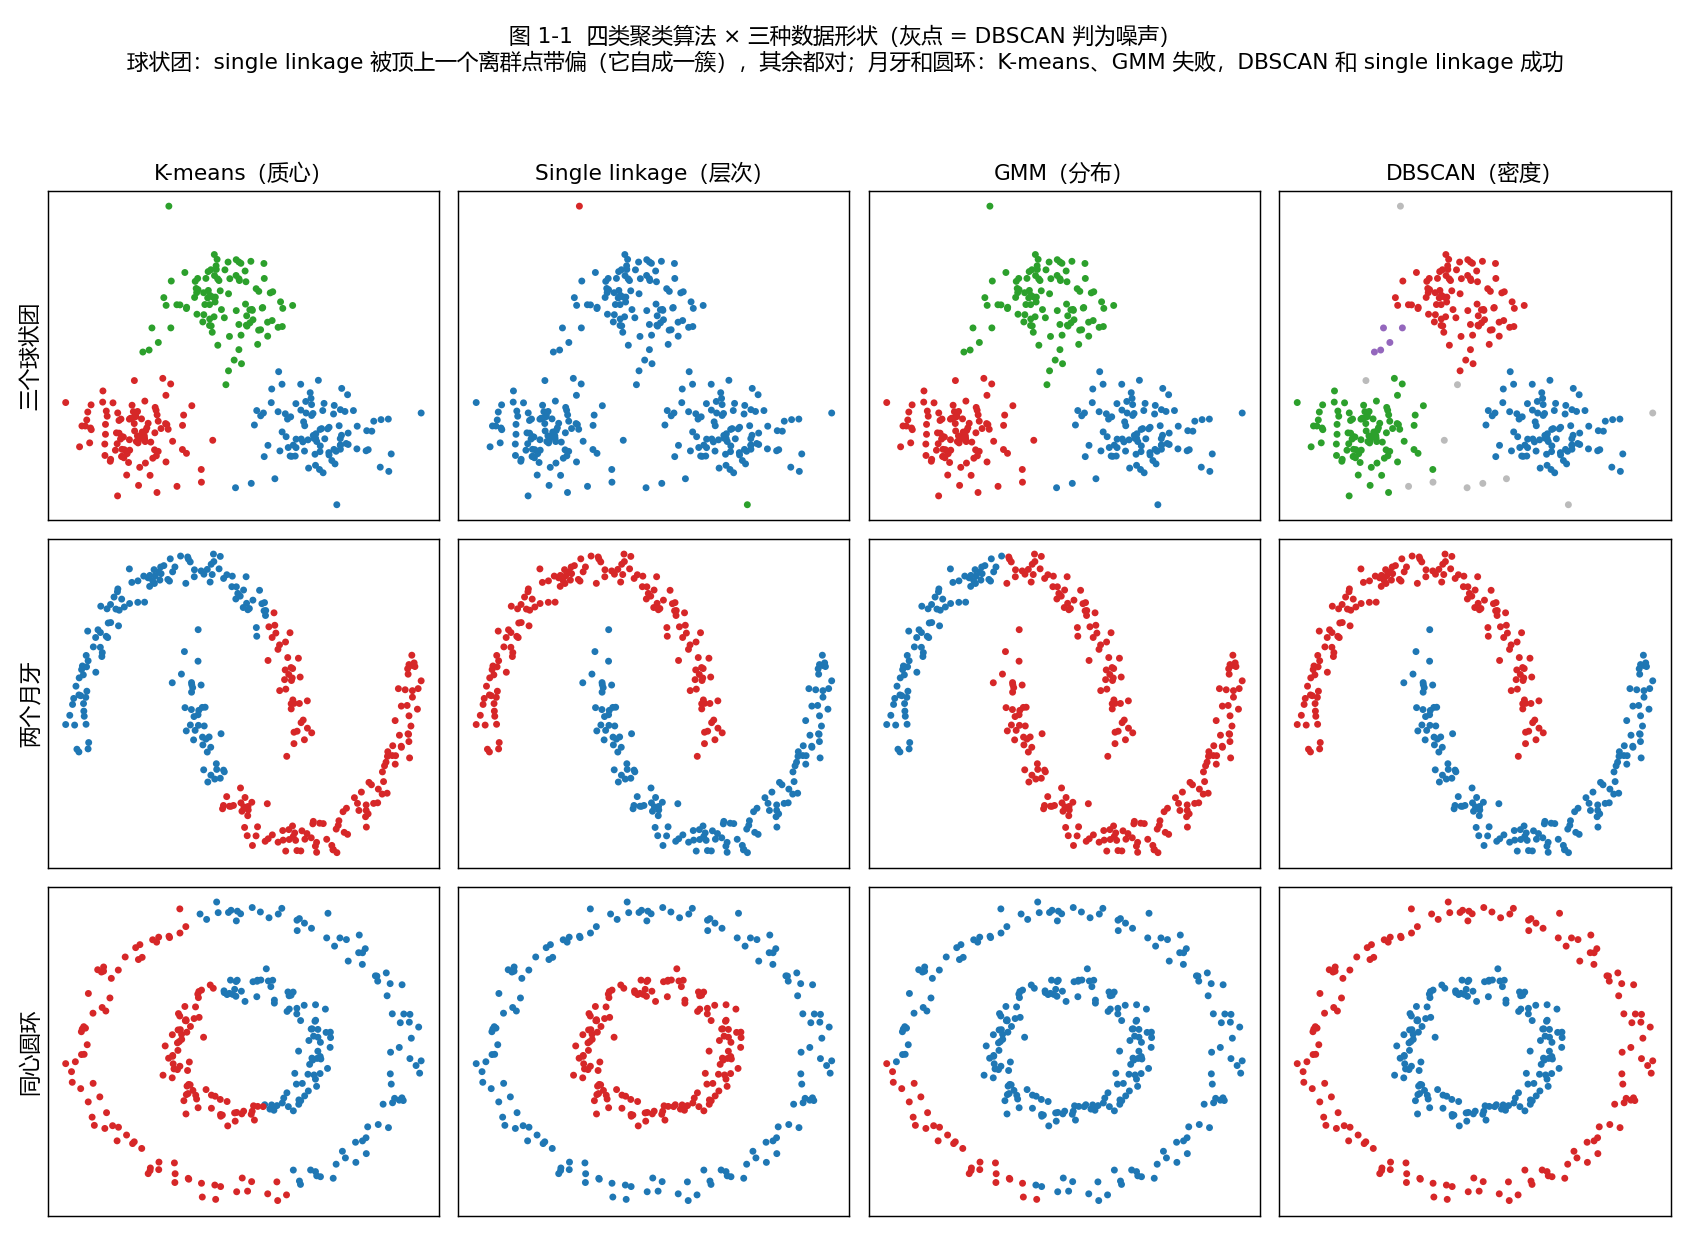 图 1-1  四类聚类算法 × 三种数据形状（灰点 = DBSCAN 判为噪声）
球状团：single linkage 被顶上一个离群点带偏（它自成一簇），其余都对；月牙和圆环：K-means、GMM 失败，DBSCAN 和 single linkage 成功
K-means（质心）
Single linkage（层次）
GMM（分布）
DBSCAN（密度）
三个球状团
两个月牙
同心圆环